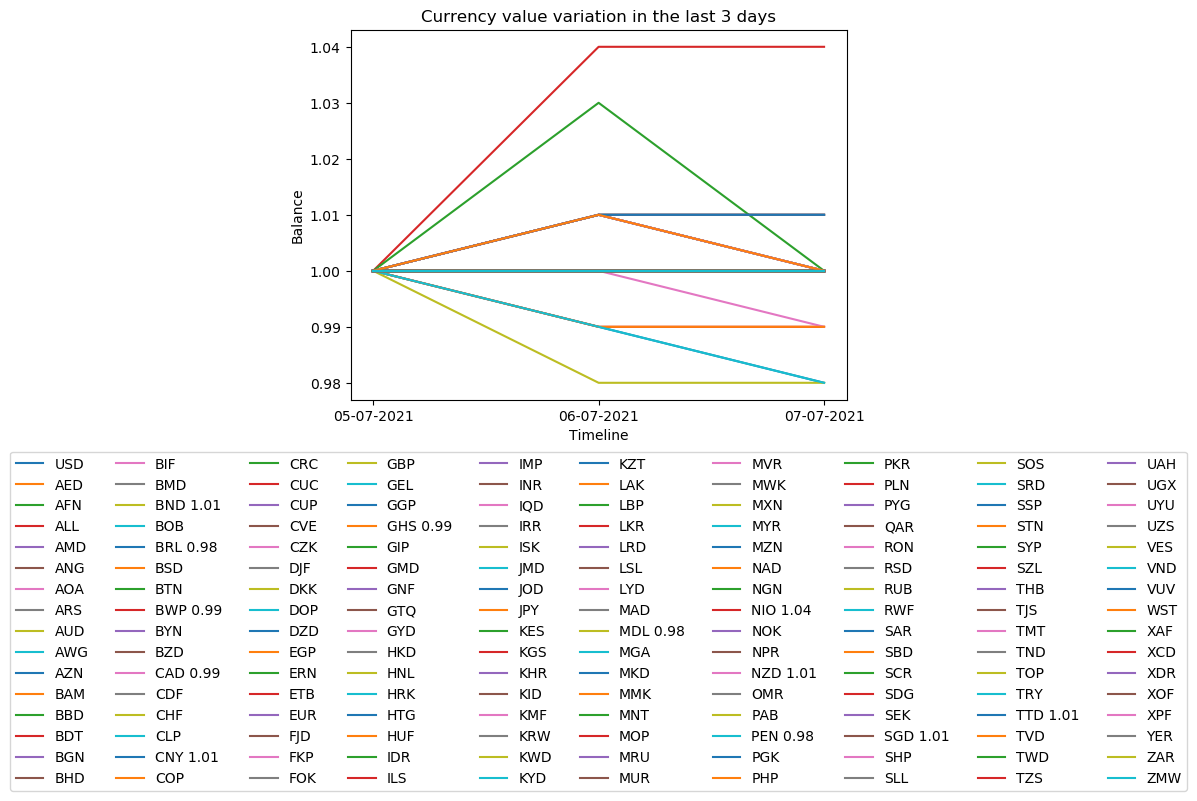 Currency value variation in the last 3 days
1.04
1.03
1.02
1.01
1.00
0.99
0.98
Balance
05-07-2021 06-07-2021 07-07-2021
Timeline
USD BIF CRC GBP IMP KZT MVR PKR SOS UAH
AED BMD CUC GEL INR LAK MWK PLN SRD UGX
AFN BND 1.01 CUP GGP IQD LBP MXN PYG SSP UYU
ALL BOB CVE GHS 0.99 IRR LKR MYR QAR STN UZS
AMD BRL 0.98 CZK GIP ISK LRD MZN RON SYP VES
ANG BSD DJF GMD JMD LSL NAD RSD SZL VND
AOA BTN DKK GNF JOD LYD NGN RUB THB VUV
ARS BWP 0.99 DOP GTQ JPY MAD NIO 1.04 RWF TJS WST
AUD BYN DZD GYD KES MDL 0.98 NOK SAR TMT XAF
AWG BZD EGP HKD KGS MGA NPR SBD TND XCD
AZN CAD 0.99 ERN HNL KHR MKD NZD 1.01 SCR TOP XDR
BAM CDF ETB HRK KID MMK OMR SDG TRY XOF
BBD CHF EUR HTG KMF MNT PAB SEK TTD 1.01 XPF
BDT CLP FJD HUF KRW MOP PEN 0.98 SGD 1.01 TVD YER
BGN CNY 1.01 FKP IDR KWD MRU PGK SHP TWD ZAR
BHD COP FOK ILS KYD MUR PHP SLL TZS ZMW